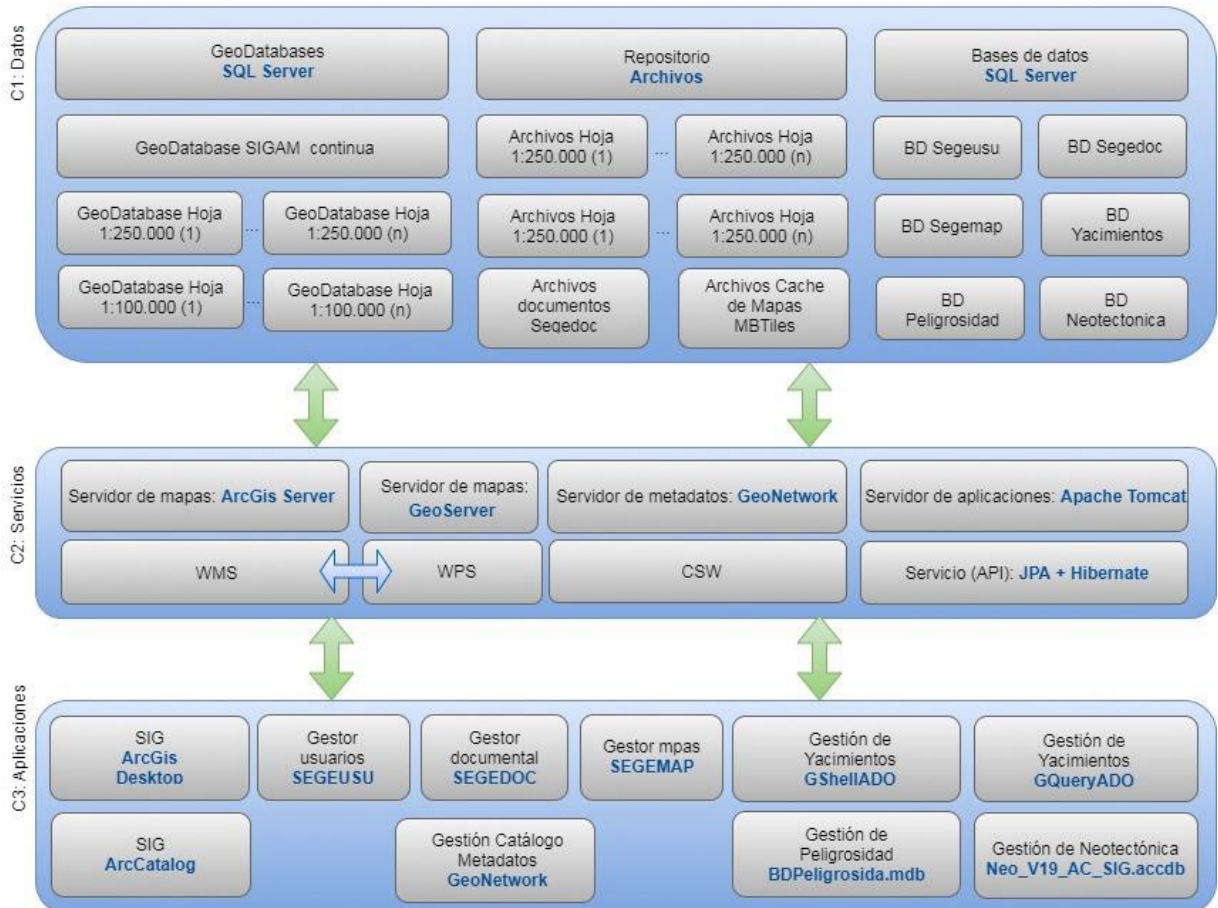 C1: Datos
GeoDatabases
SQL Server
Repositorio
Archivos
Bases de datos
SQL Server
GeoDatabase SIGAM continua
Archivos Hoja
1:250.000 (1)
...
Archivos Hoja
1:250.000 (n)
BD Segeusu
BD Segedoc
GeoDatabase Hoja
1:250.000 (1)
...
GeoDatabase Hoja
1:250.000 (n)
Archivos Hoja
1:250.000 (1)
...
Archivos Hoja
1:250.000 (n)
BD Segemap
BD
Yacimientos
GeoDatabase Hoja
1:100.000 (1)
...
GeoDatabase Hoja
1:100.000 (n)
Archivos
documentos
Segedoc
Archivos Cache
de Mapas
MBTiles
BD
Peligrosidad
BD
Neotectonica
C2: Servicios
Servidor de mapas: ArcGis Server
Servidor de mapas:
GeoServer
Servidor de metadatos: GeoNetwork
Servidor de aplicaciones: Apache Tomcat
WMS
WPS
CSW
Servicio (API): JPA + Hibernate
C3: Aplicaciones
SIG
ArcGis
Desktop
Gestor
usuarios
SEGEUSU
Gestor
documental
SEGEDOC
Gestor mpas
SEGEMAP
Gestión de
Yacimientos
GShellADO
Gestión de
Yacimientos
GQueryADO
SIG
ArcCatalog
Gestión Catálogo
Metadatos
GeoNetwork
Gestión de
Peligrosidad
BDPeligrosida.mdb
Gestión de Neotectónica
Neo_V19_AC_SIG.accdb